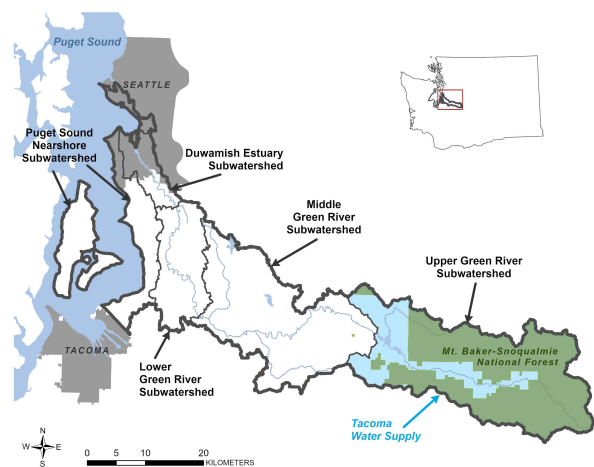 Puget Sound
SEATTLE
Puget Sound
Nearshore
Subwatershed
Duwamish Estuary
Subwatershed
Middle
Green River
Subwatershed
Upper Green River
Subwatershed
Mt. Baker-Snoqualmie
National Forest
TACOMA
Lower
Green River
Subwatershed
Tacoma
Water Supply
N
W
E
S
0 5 10 20
KILOMETERS